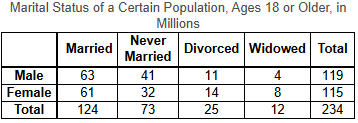 Marital Status of a Certain Population, Ages 18 or Older, in
Millions
Married Never Married Divorced Widowed Total
Male 63 41 11 4 119
Female 61 32 14 8 115
Total 124 73 25 12 234